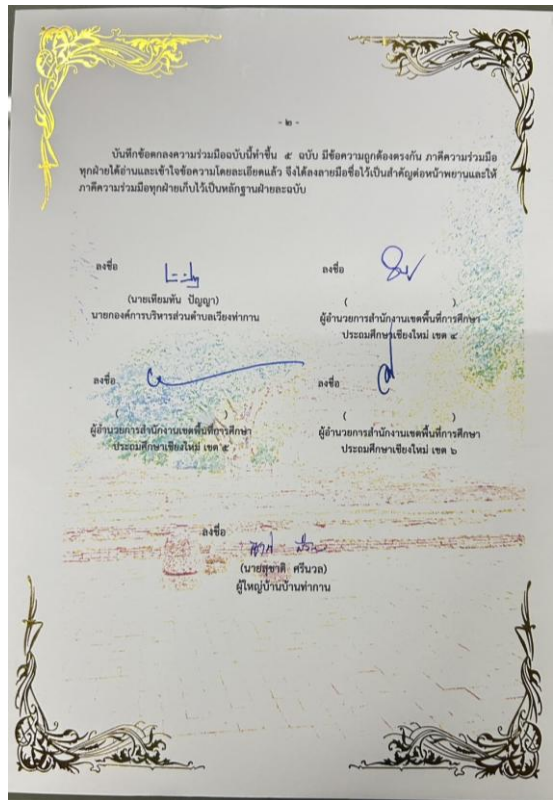 - ๒ -
บันทึกข้อตกลงความร่วมมือฉบับนี้ทำขึ้น ๕ ฉบับ มีข้อความถูกต้องตรงกัน ภาคีความร่วมมือ
ทุกฝ่ายได้อ่านและเข้าใจข้อความโดยละเอียดแล้ว จึงได้ลงลายมือชื่อไว้เป็นสำคัญต่อหน้าพยานและให้
ภาคีความร่วมมือทุกฝ่ายเก็บไว้เป็นหลักฐานฝ่ายละฉบับ
ลงชื่อ
(นายเทียมทัน ปัญญา)
นายกองค์การบริหารส่วนตำบลเวียงท่ากาน
ลงชื่อ
( )
ผู้อำนวยการสำนักงานเขตพื้นที่การศึกษา
ประถมศึกษาเชียงใหม่ เขต ๔
ลงชื่อ
( )
ผู้อำนวยการสำนักงานเขตพื้นที่การศึกษา
ประถมศึกษาเชียงใหม่ เขต ๕
ลงชื่อ
( )
ผู้อำนวยการสำนักงานเขตพื้นที่การศึกษา
ประถมศึกษาเชียงใหม่ เขต ๖
ลงชื่อ
(นายสุชาติ ศรีนวล)
ผู้ใหญ่บ้านบ้านท่ากาน